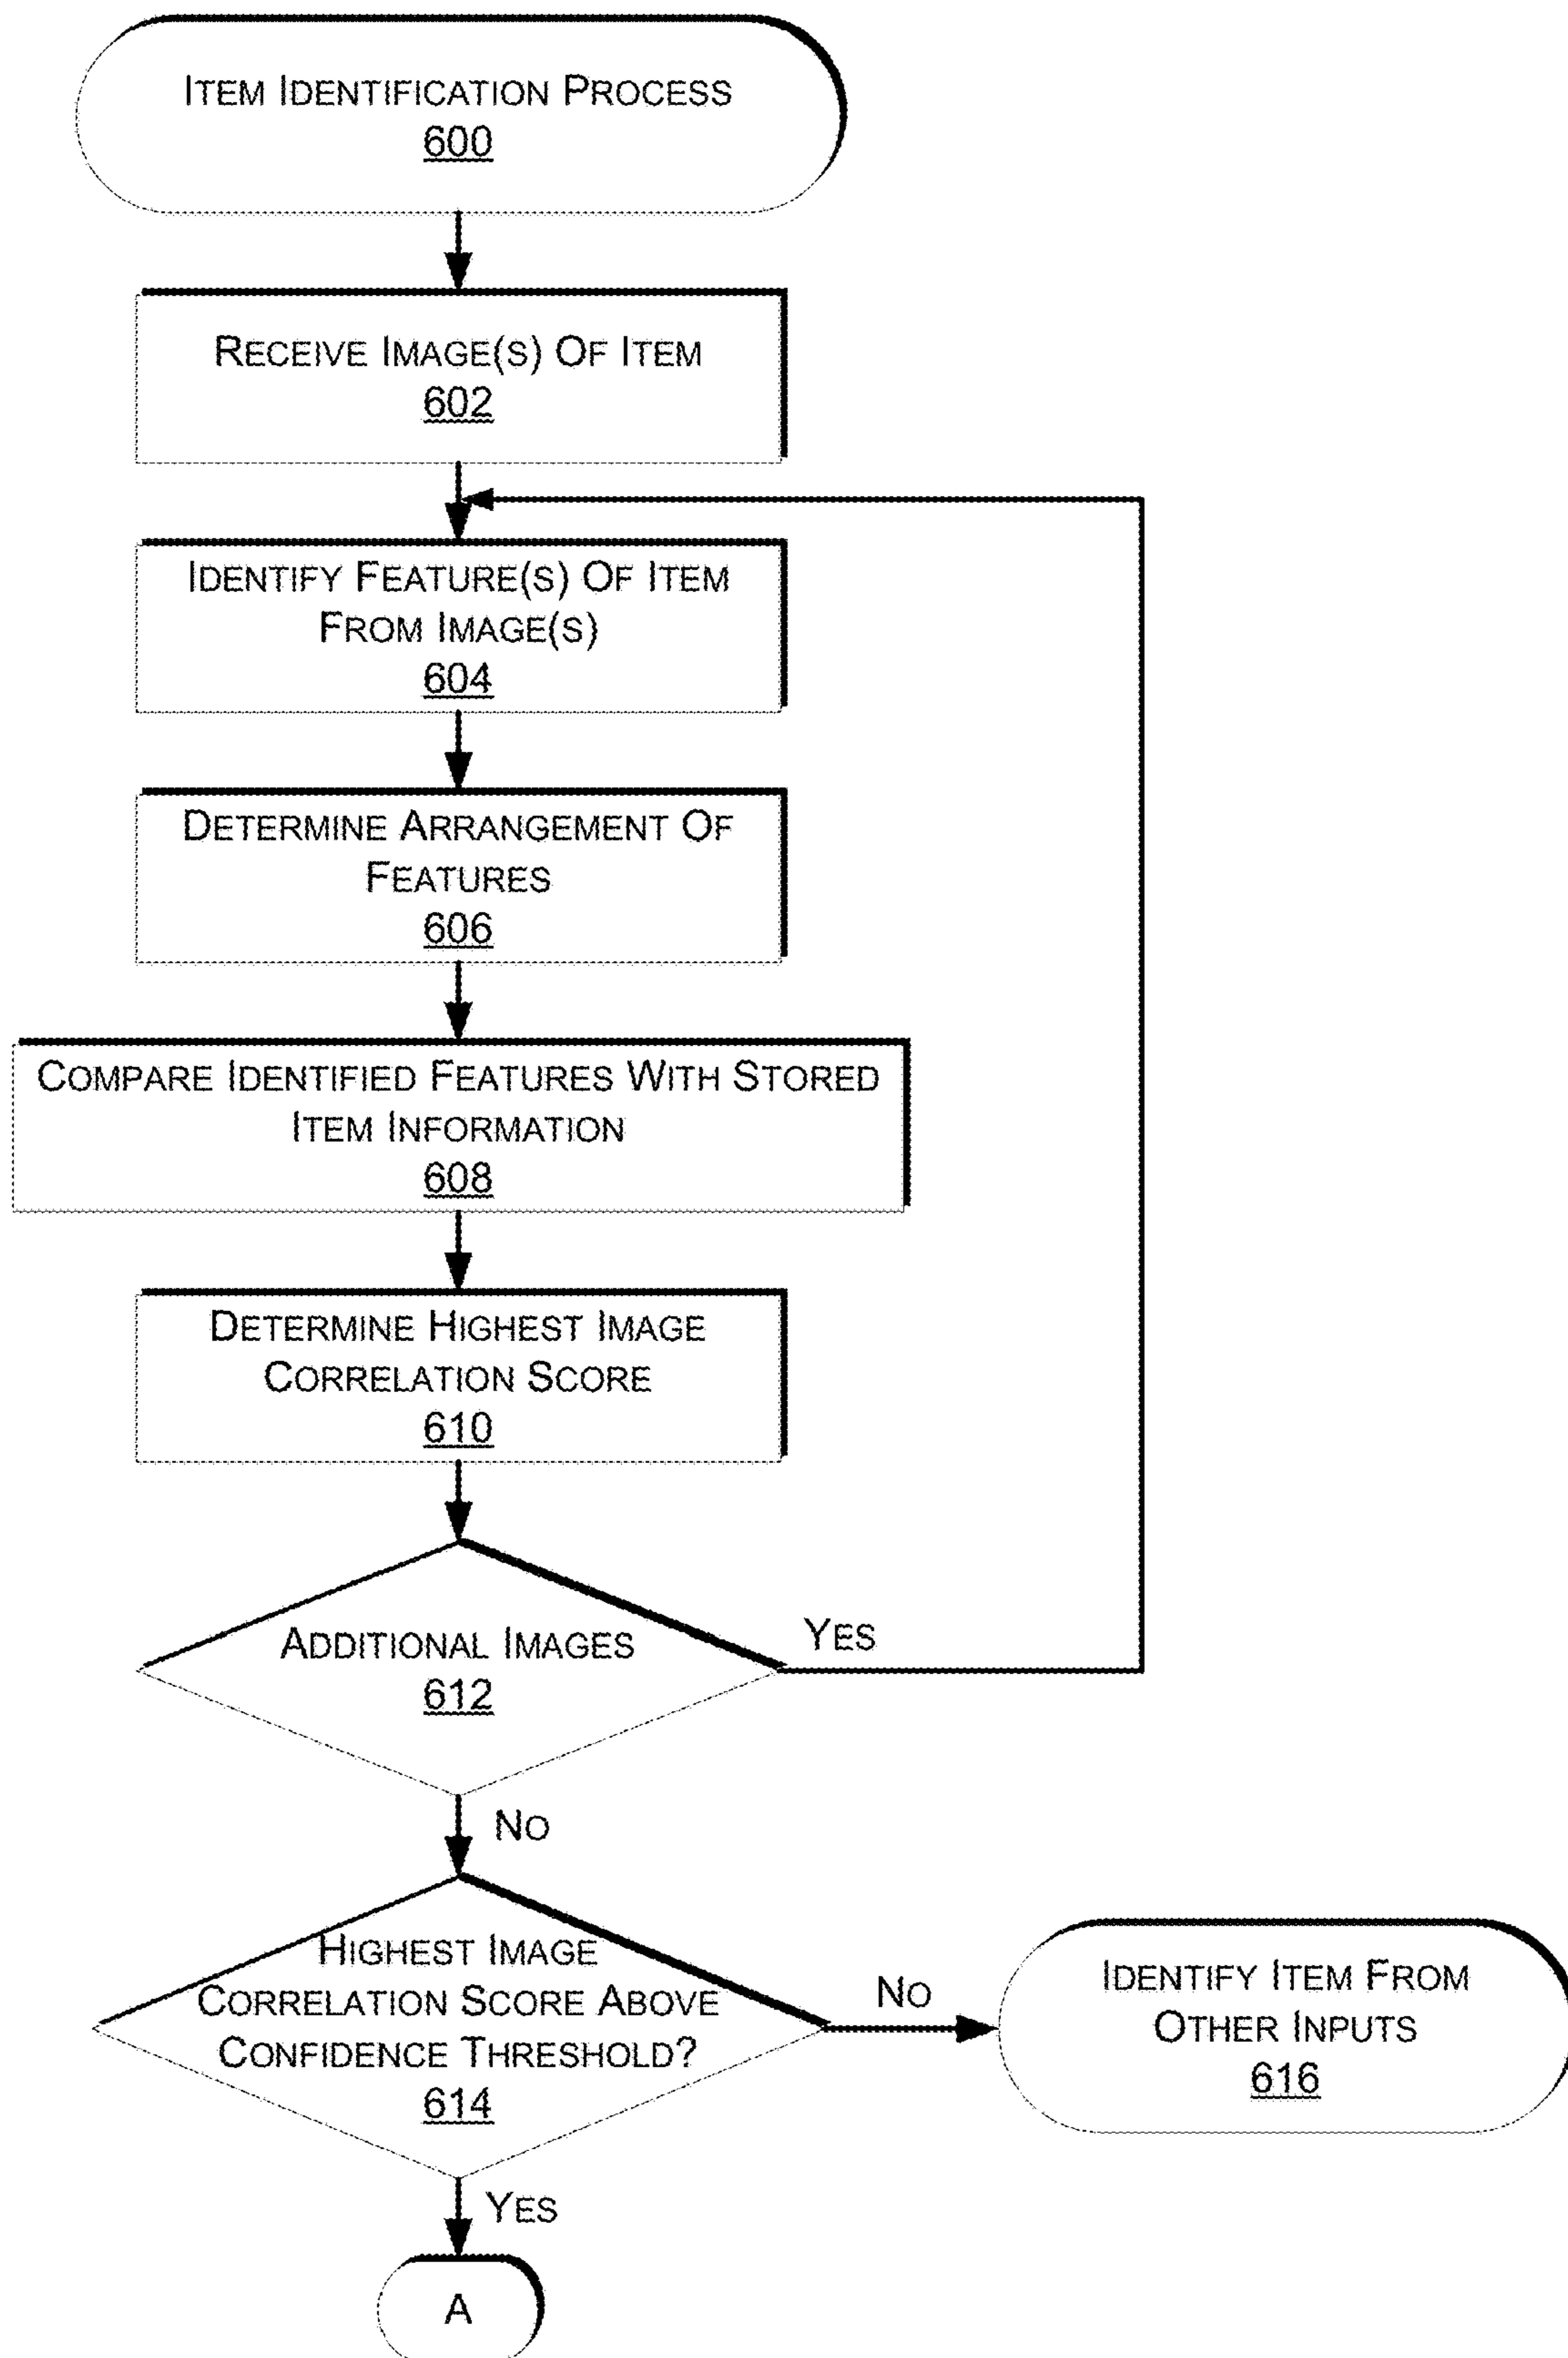 ITEM IDENTIFICATION PROCESS
600
RECEIVE IMAGE(S) OF ITEM
602
IDENTIFY FEATURE(S) OF ITEM
FROM IMAGE(S)
604
DETERMINE ARRANGEMENT OF
FEATURES
606
COMPARE IDENTIFIED FEATURES WITH STORED
ITEM INFORMATION
608
DETERMINE HIGHEST IMAGE
CORRELATION SCORE
610
ADDITIONAL IMAGES
612
YES
NO
HIGHEST IMAGE
CORRELATION SCORE ABOVE
CONFIDENCE THRESHOLD?
614
NO
IDENTIFY ITEM FROM
OTHER INPUTS
616
YES
A